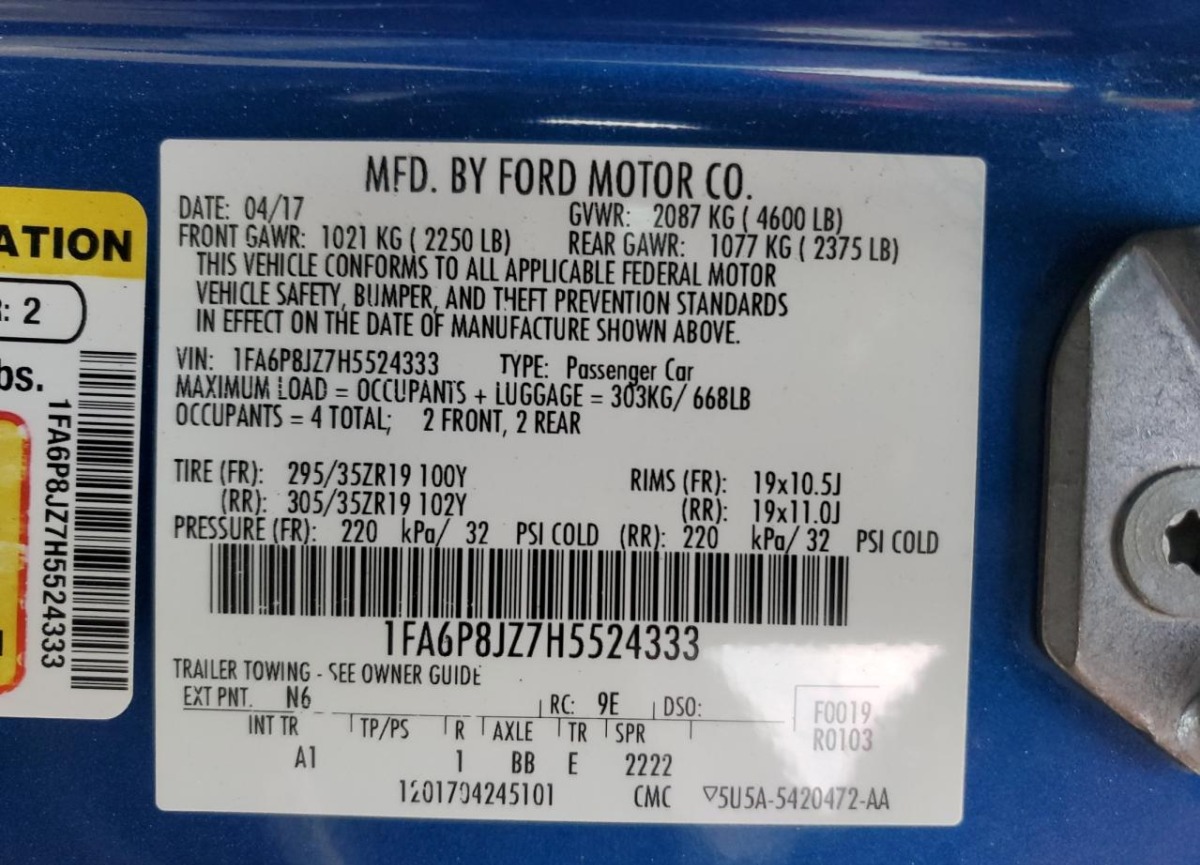 ATION
: 2
bs.
1FA6P8JZ7H5524333
MFD. BY FORD MOTOR CO.
DATE: 04/17 GVWR: 2087 KG ( 4600 LB)
FRONT GAWR: 1021 KG ( 2250 LB) REAR GAWR: 1077 KG ( 2375 LB)
THIS VEHICLE CONFORMS TO ALL APPLICABLE FEDERAL MOTOR
VEHICLE SAFETY, BUMPER, AND THEFT PREVENTION STANDARDS
IN EFFECT ON THE DATE OF MANUFACTURE SHOWN ABOVE.
VIN: 1FA6P8JZ7H5524333 TYPE: Passenger Car
MAXIMUM LOAD = OCCUPANTS + LUGGAGE = 303KG/ 668LB
OCCUPANTS = 4 TOTAL; 2 FRONT, 2 REAR
TIRE (FR): 295/35ZR19 100Y RIMS (FR): 19x10.5J
(RR): 305/35ZR19 102Y (RR): 19x11.0J
PRESSURE (FR): 220 kPa/ 32 PSI COLD (RR): 220 kPa/ 32 PSI COLD
1FA6P8JZ7H5524333
TRAILER TOWING - SEE OWNER GUIDE
EXT PNT. N6 RC: 9E DSO:
F0019
R0103
INT TR TP/PS R AXLE TR SPR
A1 1 BB E 2222
1201704245101 CMC ▽5U5A-5420472-AA